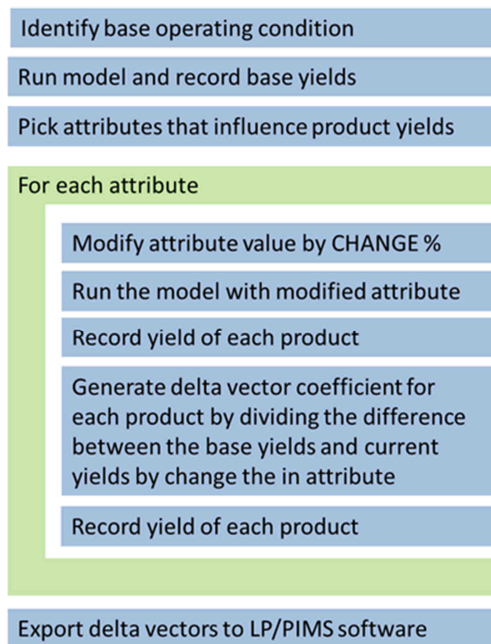 Identify base operating condition
Run model and record base yields
Pick attributes that influence product yields
For each attribute
Modify attribute value by CHANGE %
Run the model with modified attribute
Record yield of each product
Generate delta vector coefficient for
each product by dividing the difference
between the base yields and current
yields by change the in attribute
Record yield of each product
Export delta vectors to LP/PIMS software